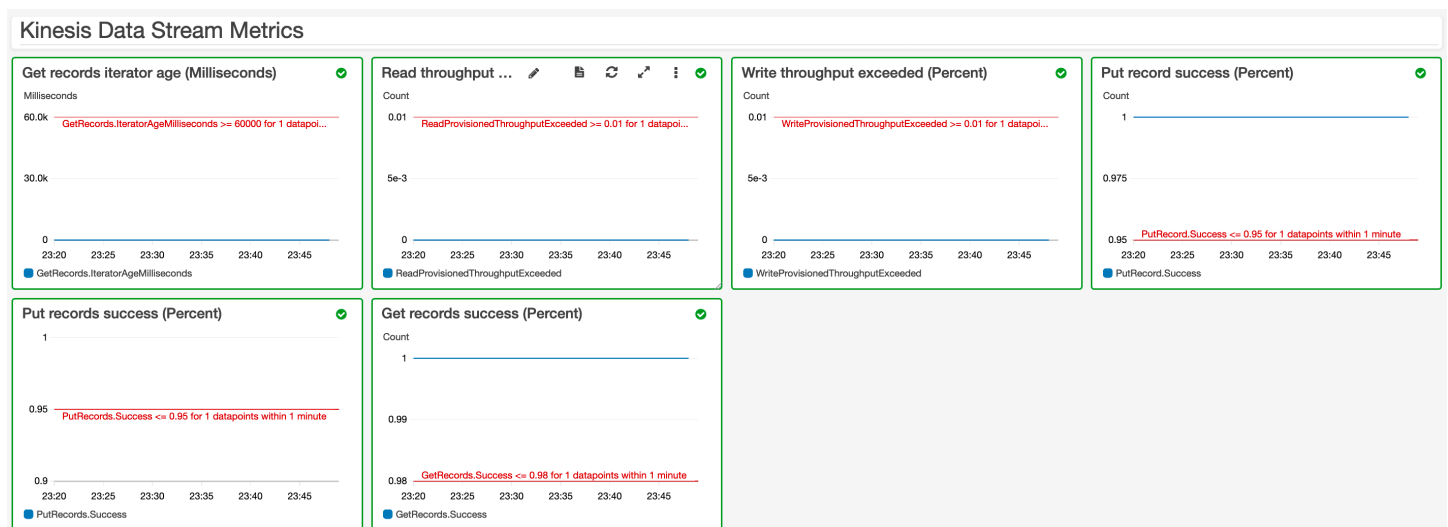 Kinesis Data Stream Metrics
Get records iterator age (Milliseconds)
Milliseconds
60.0k
GetRecords.IteratorAgeMilliseconds >= 60000 for 1 datapoi...
30.0k
0
23:20 23:25 23:30 23:35 23:40 23:45
GetRecords.IteratorAgeMilliseconds
Read throughput ...
Count
0.01
ReadProvisionedThroughputExceeded >= 0.01 for 1 datapoi...
5e-3
0
23:20 23:25 23:30 23:35 23:40 23:45
ReadProvisionedThroughputExceeded
Write throughput exceeded (Percent)
Count
0.01
WriteProvisionedThroughputExceeded >= 0.01 for 1 datapoi...
5e-3
0
23:20 23:25 23:30 23:35 23:40 23:45
WriteProvisionedThroughputExceeded
Put record success (Percent)
Count
1
0.975
PutRecord.Success <= 0.95 for 1 datapoints within 1 minute
0.95
23:20 23:25 23:30 23:35 23:40 23:45
PutRecord.Success
Put records success (Percent)
1
0.95
PutRecords.Success <= 0.95 for 1 datapoints within 1 minute
0.9
23:20 23:25 23:30 23:35 23:40 23:45
PutRecords.Success
Get records success (Percent)
Count
1
0.99
GetRecords.Success <= 0.98 for 1 datapoints within 1 minute
0.98
23:20 23:25 23:30 23:35 23:40 23:45
GetRecords.Success